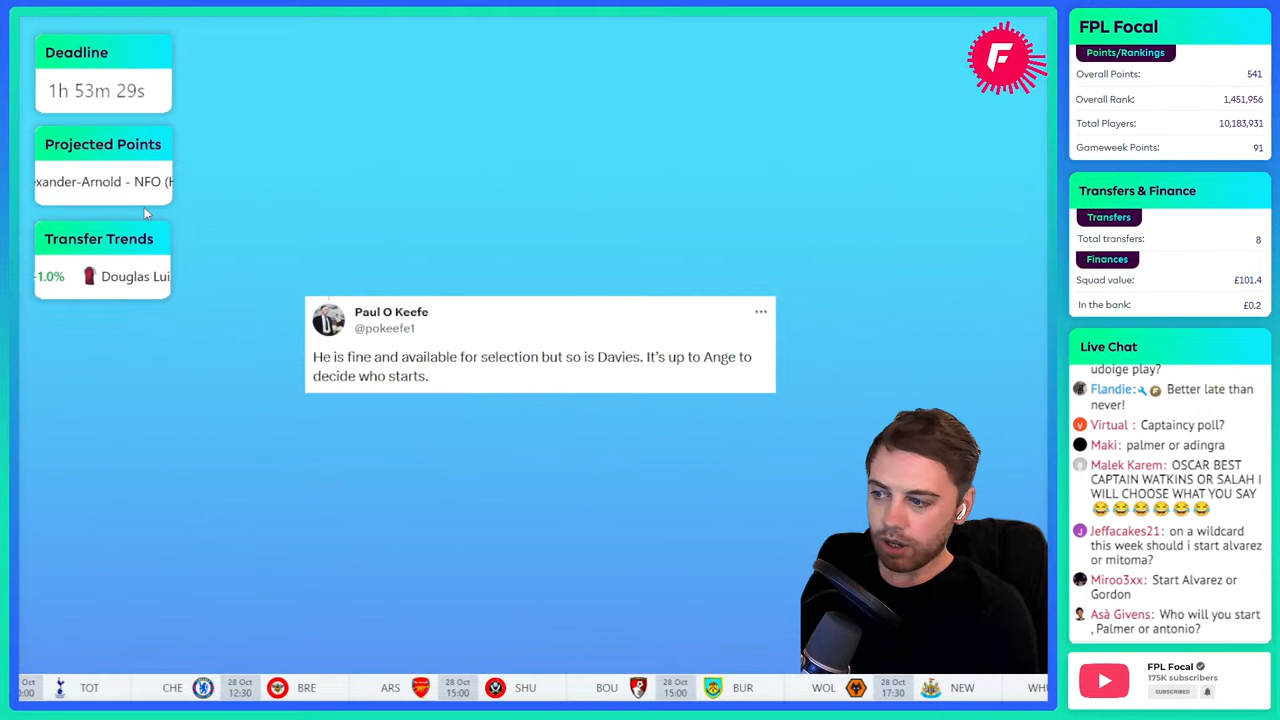 Deadline
1h 53m 29s
Projected Points
exander-Arnold - NFO (H
Transfer Trends
1.0% Douglas Lui
F
Paul O Keefe
@pokeefe1
He is fine and available for selection but so is Davies. It's up to Ange to
decide who starts.
FPL Focal
Points/Rankings
Overall Points: 541
Overall Rank: 1,451,956
Total Players: 10,183,931
Gameweek Points: 91
Transfers & Finance
Transfers
Total transfers: 8
Finances
Squad value: £101.4
In the bank: £0.2
Live Chat
udoige play?
Flandie: Better late than
never!
Virtual : Captaincy poll?
Maki: palmer or adingra
Malek Karem: OSCAR BEST
CAPTAIN WATKINS OR SALAH I
WILL CHOOSE WHAT YOU SAY
😂😂😂😂😂😂
Jeffacakes21: on a wildcard
this week should i start alvarez
or mitoma?
Miroo3xx: Start Alvarez or
Gordon
Asà Givens: Who will you start
, Palmer or antonio?
FPL Focal
175K subscribers
SUBSCRIBED
Oct
0:00 TOT CHE 28 Oct
12:30 BRE ARS 28 Oct
15:00 SHU BOU 28 Oct
15:00 BUR WOL 28 Oct
17:30 NEW WH